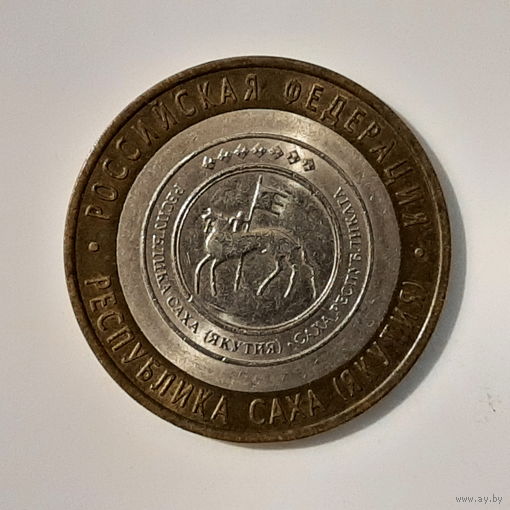 РОССИЙСКАЯ ФЕДЕРАЦИЯ
• РЕСПУБЛИКА САХА (ЯКУТИЯ) •
РЕСПУБЛИКА САХА (ЯКУТИЯ) • САХА РЕСПУБЛИКАТА
www.ay.by